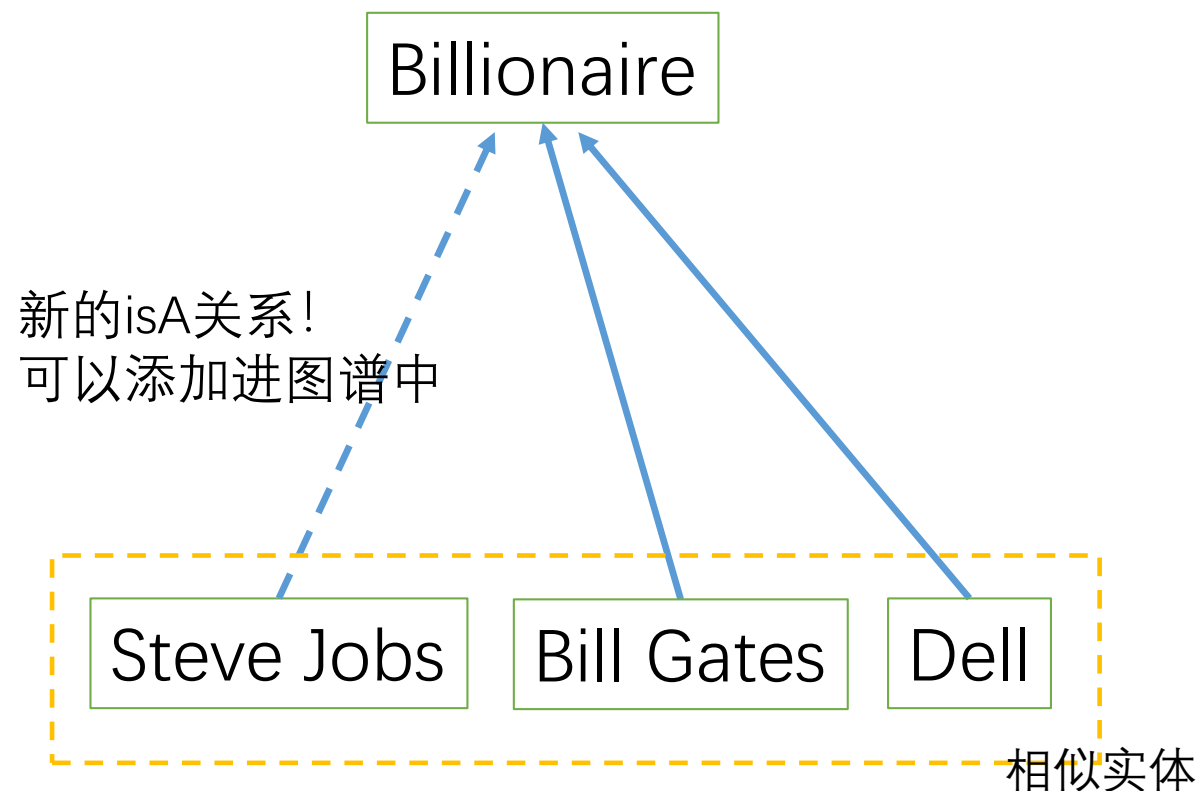 Billionaire
新的isA关系！
可以添加进图谱中
Steve Jobs
Bill Gates
Dell
相似实体